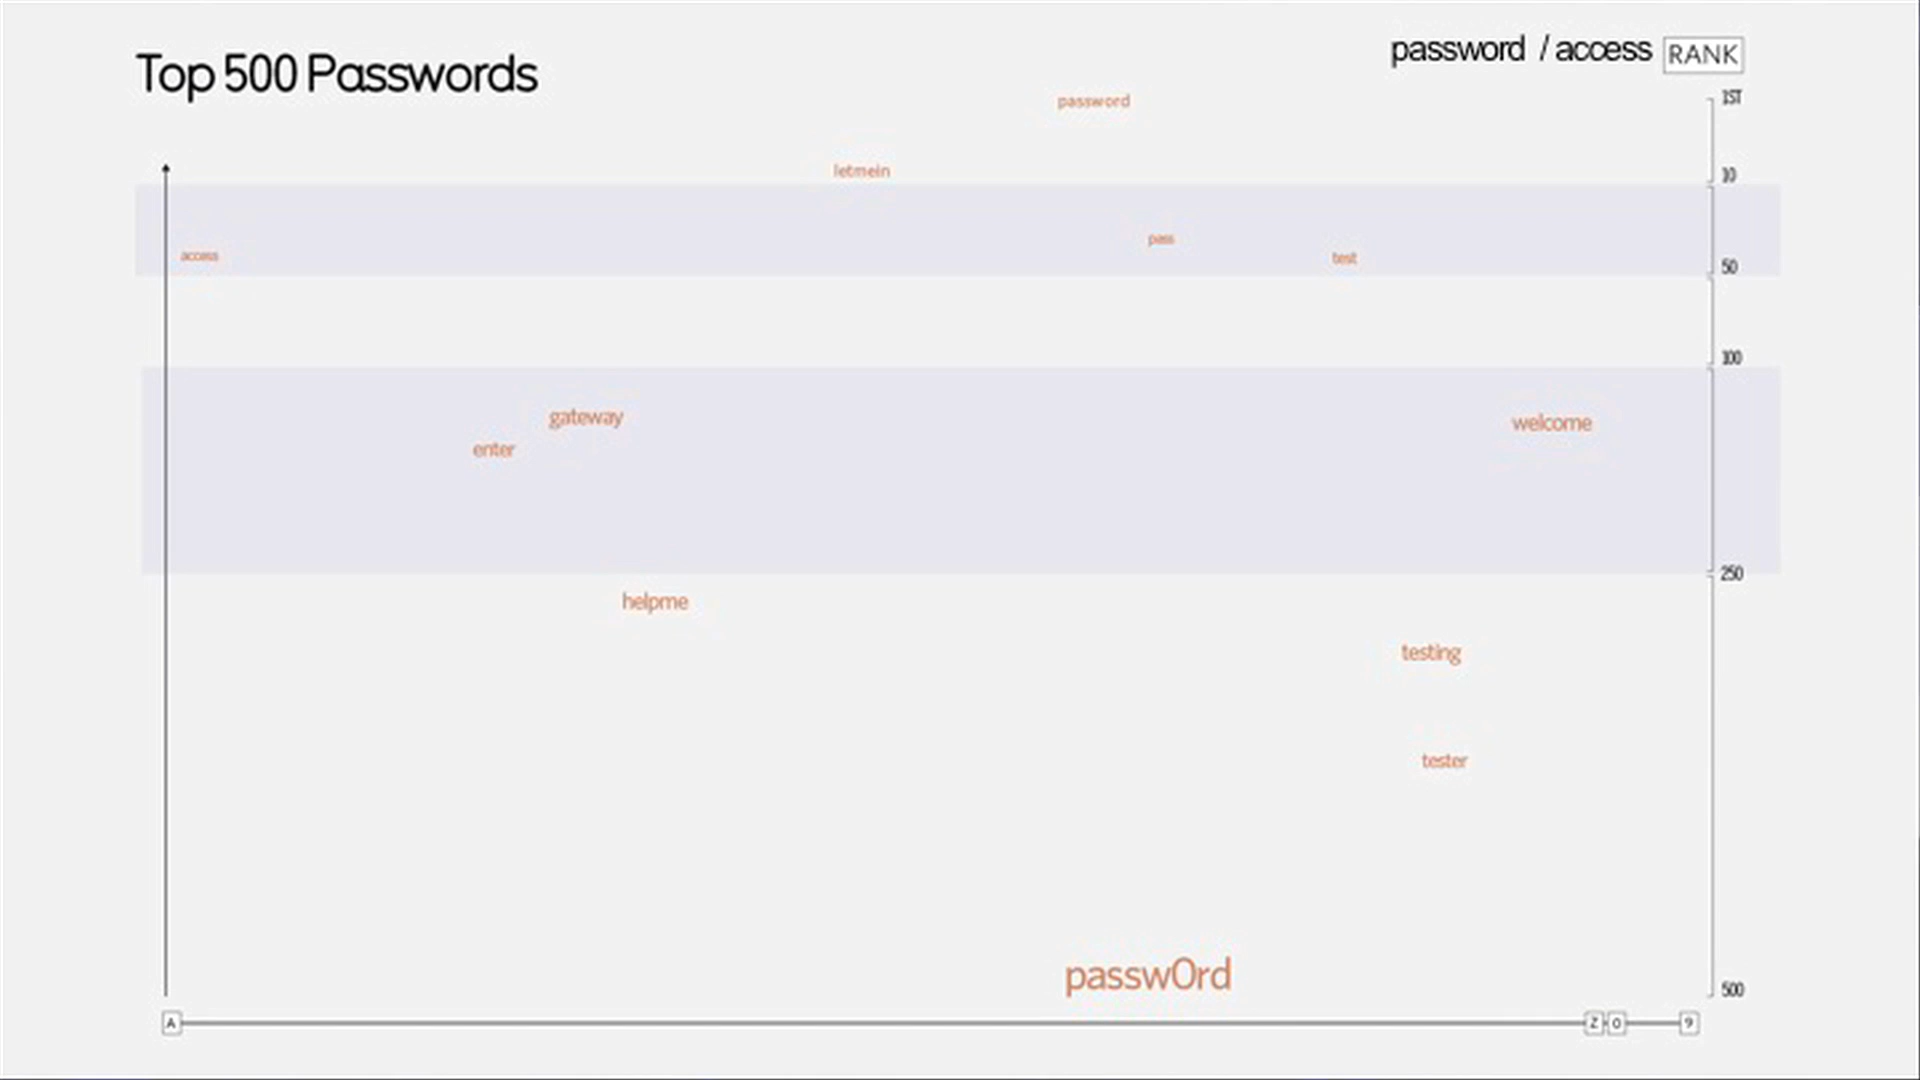 Top 500 Passwords
password / access RANK
password
1ST
letmein
10
pass
access
test
50
100
gateway
welcome
enter
250
helpme
testing
tester
passw0rd
500
A
Z 0 9